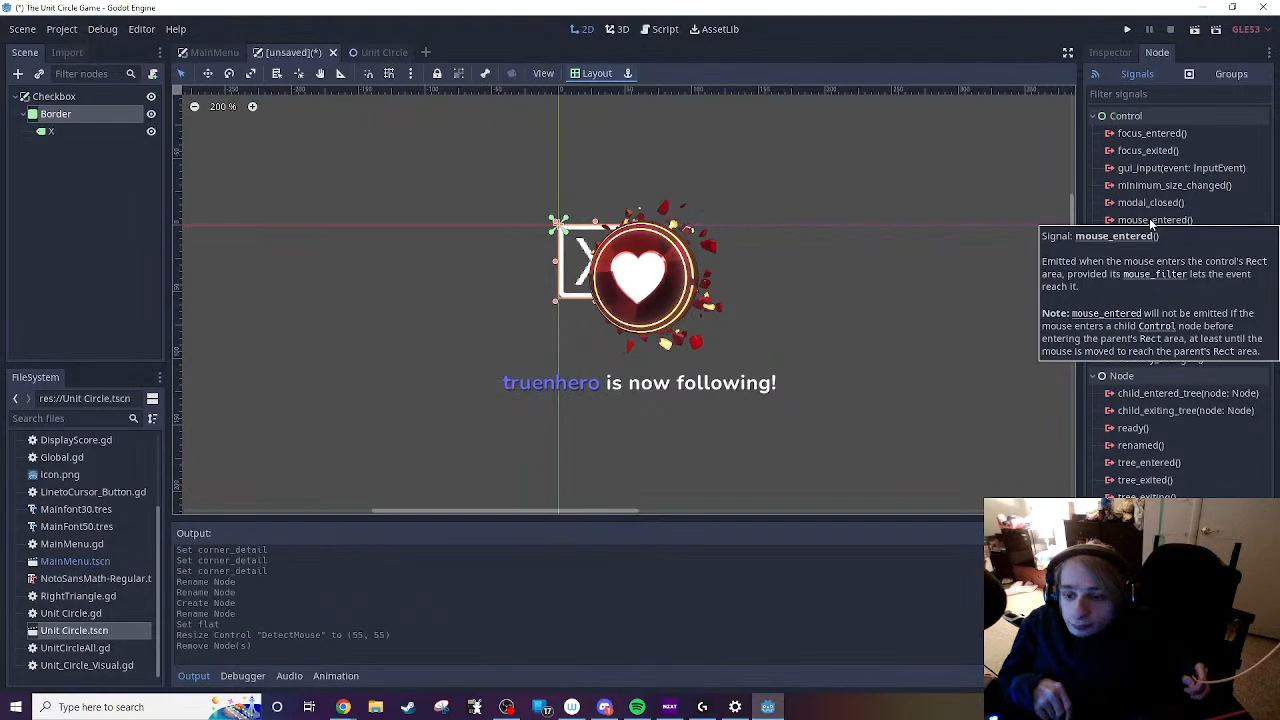 (*) The Unit Circle Game - Godot Engine
Scene Project Debug Editor Help
2D 3D Script AssetLib
GLES3
Scene Import
MainMenu [unsaved](*) Unit Circle
Inspector Node
Filter nodes
View Layout
Signals Groups
200 %
Filter signals
Checkbox
Border
X
Control
focus_entered()
focus_exited()
gui_input(event: InputEvent)
minimum_size_changed()
modal_closed()
mouse_entered()
Signal: mouse_entered()
Emitted when the mouse enters the control's Rect
area, provided its mouse_filter lets the event
reach it.
Note: mouse_entered will not be emitted if the
mouse enters a child Control node before
entering the parent's Rect area, at least until the
mouse is moved to reach the parent's Rect area.
truenhero is now following!
Node
child_entered_tree(node: Node)
child_exiting_tree(node: Node)
ready()
renamed()
tree_entered()
tree_exited()
tree_exiting()
FileSystem
res://Unit Circle.tscn
Search files
DisplayScore.gd
Global.gd
icon.png
LinetoCursor_Button.gd
Mainfont30.tres
MainFont50.tres
MainMenu.gd
MainMenu.tscn
NotoSansMath-Regular.t
RightTriangle.gd
Unit Circle.gd
Unit Circle.tscn
UnitCircleAll.gd
Unit_Circle_Visual.gd
Output:
Set corner_detail
Set corner_detail
Set corner_detail
Rename Node
Rename Node
Create Node
Rename Node
Set flat
Resize Control "DetectMouse" to (55, 55)
Remove Node(s)
Output Debugger Audio Animation
Type here to search